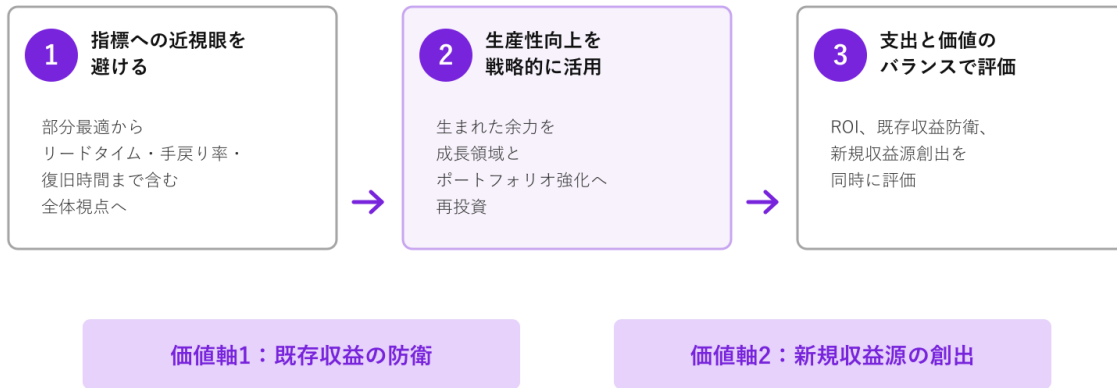 1
指標への近視眼を
避ける
部分最適から
リードタイム・手戻り率・
復旧時間まで含む
全体視点へ
2
生産性向上を
戦略的に活用
生まれた余力を
成長領域と
ポートフォリオ強化へ
再投資
3
支出と価値の
バランスで評価
ROI、既存収益防衛、
新規収益源創出を
同時に評価
価値軸1：既存収益の防衛
価値軸2：新規収益源の創出